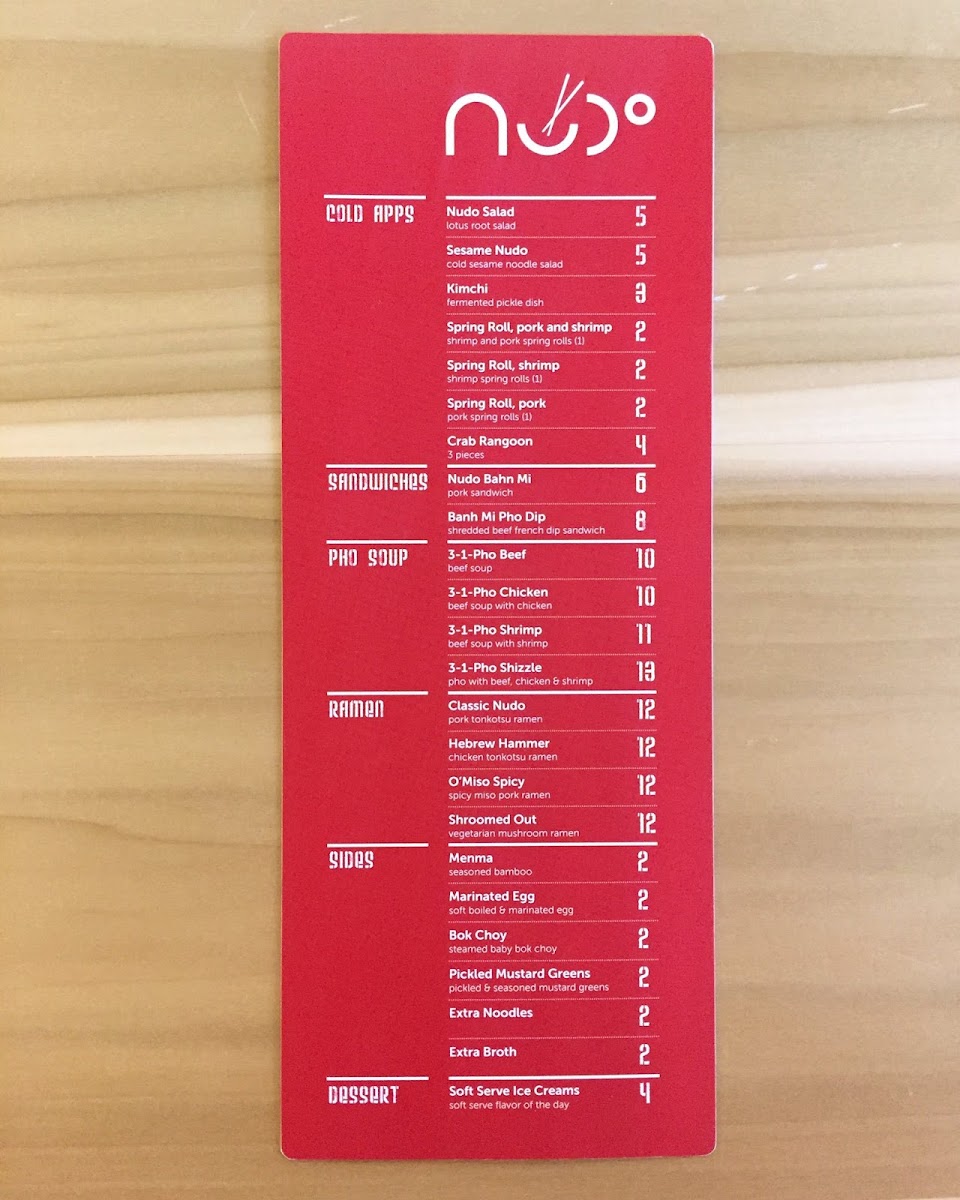 nudo
COLD APPS
Nudo Salad 5
lotus root salad
Sesame Nudo 5
cold sesame noodle salad
Kimchi 3
fermented pickle dish
Spring Roll, pork and shrimp 2
shrimp and pork spring rolls (1)
Spring Roll, shrimp 2
shrimp spring rolls (1)
Spring Roll, pork 2
pork spring rolls (1)
Crab Rangoon 4
3 pieces
SANDWICHES
Nudo Bahn Mi 6
pork sandwich
Banh Mi Pho Dip 8
shredded beef french dip sandwich
PHO SOUP
3-1-Pho Beef 10
beef soup
3-1-Pho Chicken 10
beef soup with chicken
3-1-Pho Shrimp 11
beef soup with shrimp
3-1-Pho Shizzle 13
pho with beef, chicken & shrimp
RAMEN
Classic Nudo 12
pork tonkotsu ramen
Hebrew Hammer 12
chicken tonkotsu ramen
O'Miso Spicy 12
spicy miso pork ramen
Shroomed Out 12
vegetarian mushroom ramen
SIDES
Menma 2
seasoned bamboo
Marinated Egg 2
soft boiled & marinated egg
Bok Choy 2
steamed baby bok choy
Pickled Mustard Greens 2
pickled & seasoned mustard greens
Extra Noodles 2
Extra Broth 2
DESSERT
Soft Serve Ice Creams 4
soft serve flavor of the day